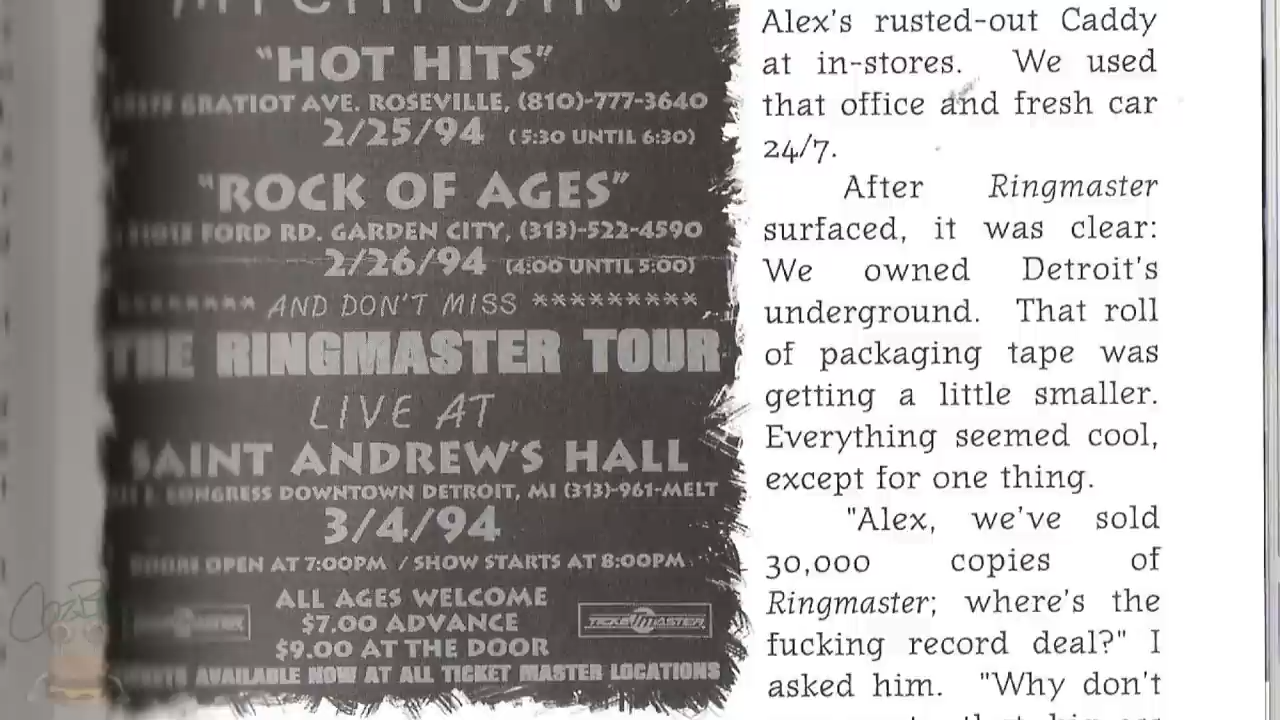 "HOT HITS"
GRATIOT AVE. ROSEVILLE, (810)-777-3640
2/25/94 (5:30 UNTIL 6:30)
"ROCK OF AGES"
FORD RD. GARDEN CITY, (313)-522-4590
2/26/94 (4:00 UNTIL 5:00)
********* AND DON'T MISS *********
THE RINGMASTER TOUR
LIVE AT
SAINT ANDREW'S HALL
CONGRESS DOWNTOWN DETROIT, MI (313)-961-MELT
3/4/94
DOORS OPEN AT 7:00PM / SHOW STARTS AT 8:00PM
ALL AGES WELCOME
$7.00 ADVANCE
$9.00 AT THE DOOR
TICKETMASTER
AVAILABLE NOW AT ALL TICKET MASTER LOCATIONS
Alex's rusted-out Caddy
at in-stores. We used
that office and fresh car
24/7.
After Ringmaster
surfaced, it was clear:
We owned Detroit's
underground. That roll
of packaging tape was
getting a little smaller.
Everything seemed cool,
except for one thing.
"Alex, we've sold
30,000 copies of
Ringmaster; where's the
fucking record deal?" I
asked him. "Why don't